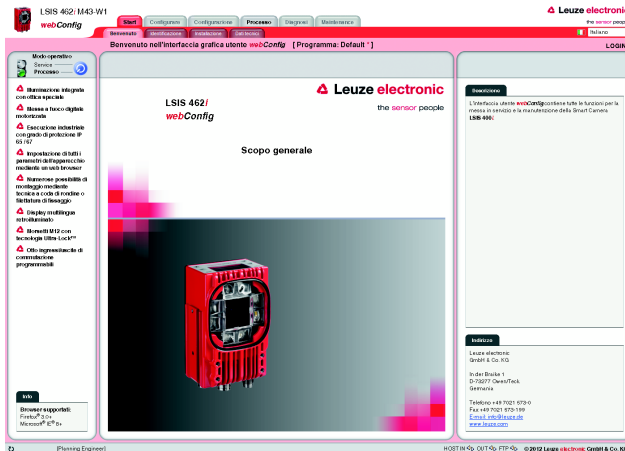 LSIS 462i M43-W1
webConfig
Start
Configurare
Configurazione
Processo
Diagnosi
Maintenance
Leuze electronic
the sensor people
Benvenuto
Identificazione
Installazione
Dati tecnici
Italiano
Benvenuto nell'interfaccia grafica utente webConfig [ Programma: Default * ]
LOGIN
Modo operativo
Service
Processo
Illuminazione integrata
con ottica speciale
Messa a fuoco digitale
motorizzata
Esecuzione industriale
con grado di protezione IP
65 / 67
Impostazione di tutti i
parametri dell'apparecchio
mediante un web browser
Numerose possibilità di
montaggio mediante
tecnica a coda di rondine o
filettatura di fissaggio
Display multilingua
retroilluminato
Morsetti M12 con
tecnologia Ultra-Lock™
Otto ingressi/uscite di
commutazione
programmabili
Info
Browser supportati:
Firefox® 3.0+
Microsoft® IE® 8+
LSIS 462i
webConfig
Leuze electronic
the sensor people
Scopo generale
Descrizione
L'interfaccia utente webConfig contiene tutte le funzioni per la
messa in servizio e la manutenzione della Smart Camera
LSIS 400i:
Indirizzo
Leuze electronic
GmbH & Co. KG
In der Braike 1
D-73277 Owen/Teck
Germania
Telefono +49 7021 573-0
Fax +49 7021 573-199
E-mail: info@leuze.de
www.leuze.com
[Planning Engineer]
HOST IN OUT FTP
©2012 Leuze electronic GmbH & Co. KG